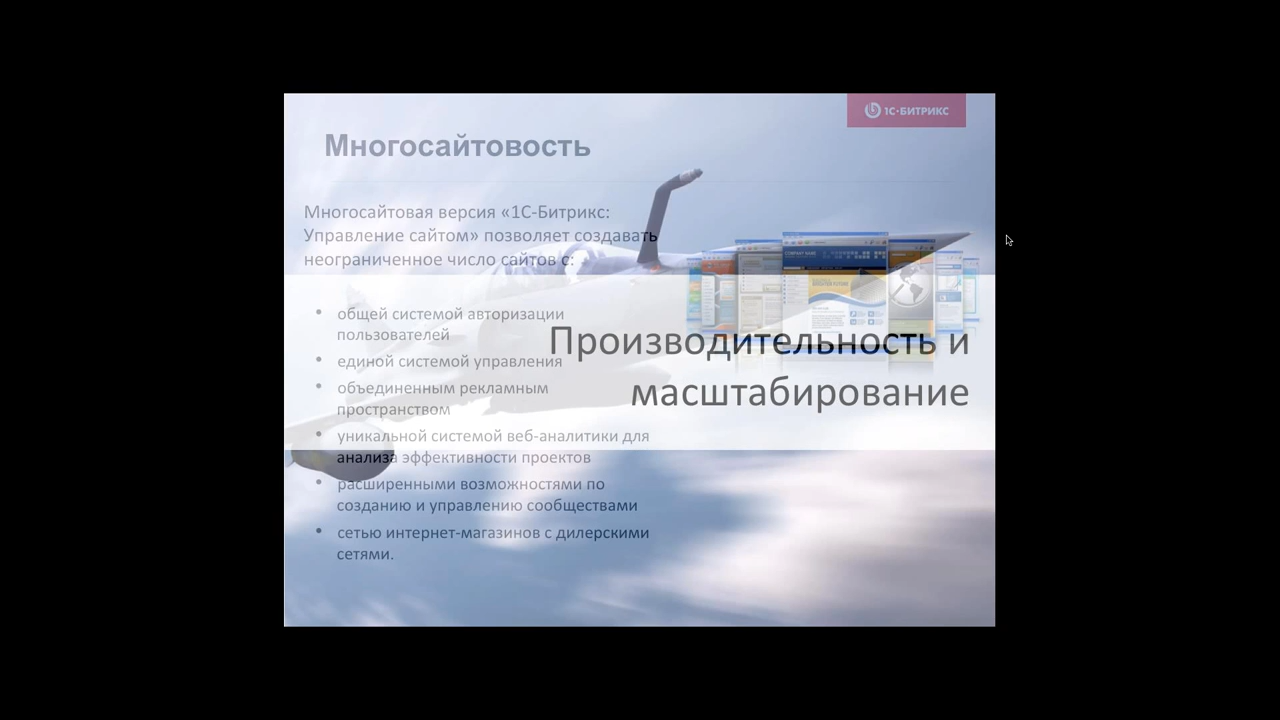 1С·БИТРИКС
Многосайтовость
Многосайтовая версия «1С-Битрикс:
Управление сайтом» позволяет создавать
неограниченное число сайтов с:
• общей системой авторизации
пользователей
• единой системой управления
• объединенным рекламным
пространством
• уникальной системой веб-аналитики для
анализа эффективности проектов
• расширенными возможностями по
созданию и управлению сообществами
• сетью интернет-магазинов с дилерскими
сетями.
Производительность и
масштабирование
COMPANY NAME